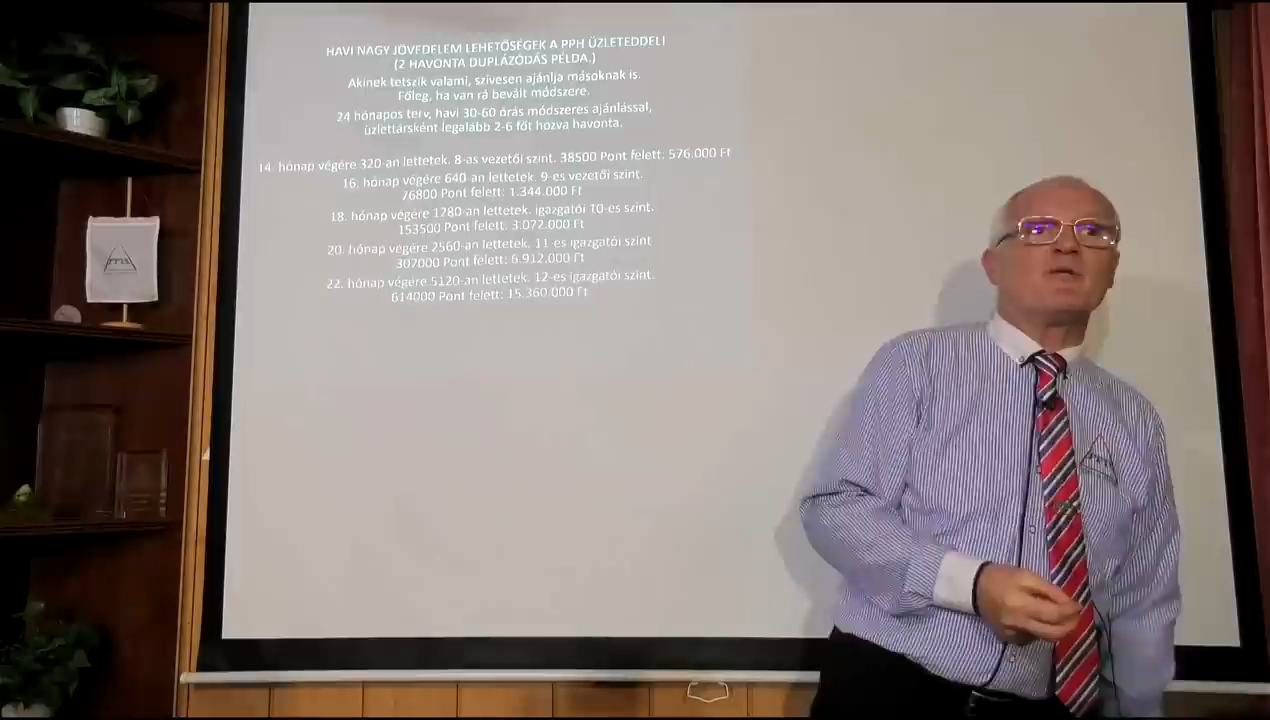 HAVI NAGY JÖVEDELEM LEHETŐSÉGEK A PPH ÜZLETEDDEL!
(2 HAVONTA DUPLÁZÓDÁS PÉLDA.)
Akinek tetszik valami, szívesen ajánlja másoknak is.
Főleg, ha van rá bevált módszere.
24 hónapos terv, havi 30-60 órás módszeres ajánlással,
üzlettársként legalább 2-6 főt hozva havonta.
14. hónap végére 320-an lettetek. 8-as vezetői szint. 38500 Pont felett: 576.000 Ft
16. hónap végére 640-an lettetek. 9-es vezetői szint.
76800 Pont felett: 1.344.000 Ft
18. hónap végére 1280-an lettetek. igazgatói 10-es szint.
153500 Pont felett: 3.072.000 Ft
20. hónap végére 2560-an lettetek. 11-es igazgatói szint
307000 Pont felett: 6.912.000 Ft
22. hónap végére 5120-an lettetek. 12-es igazgatói szint.
614000 Pont felett: 15.360.000 Ft